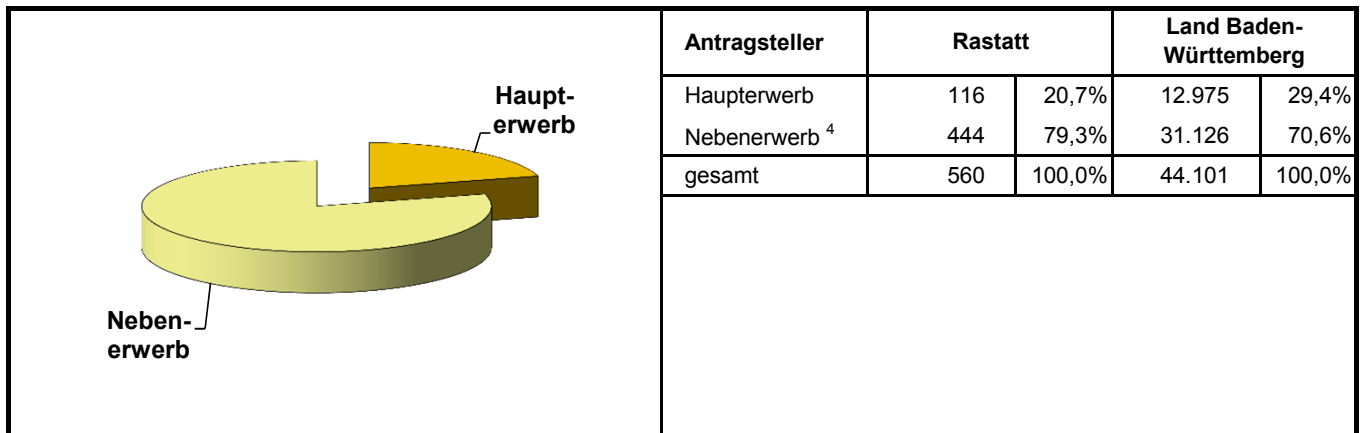 Haupt-
erwerb
Neben-
erwerb
Antragsteller Rastatt Land Baden-
Württemberg
Haupterwerb 116 20,7% 12.975 29,4%
Nebenerwerb 4 444 79,3% 31.126 70,6%
gesamt 560 100,0% 44.101 100,0%